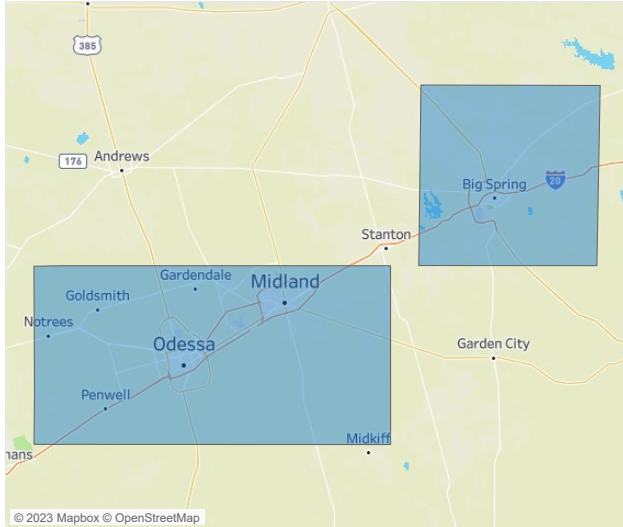 385
176
Andrews
Big Spring
20
Stanton
Gardendale
Midland
Goldsmith
Notrees
Odessa
Garden City
Penwell
Midkiff
nans
© 2023 Mapbox © OpenStreetMap